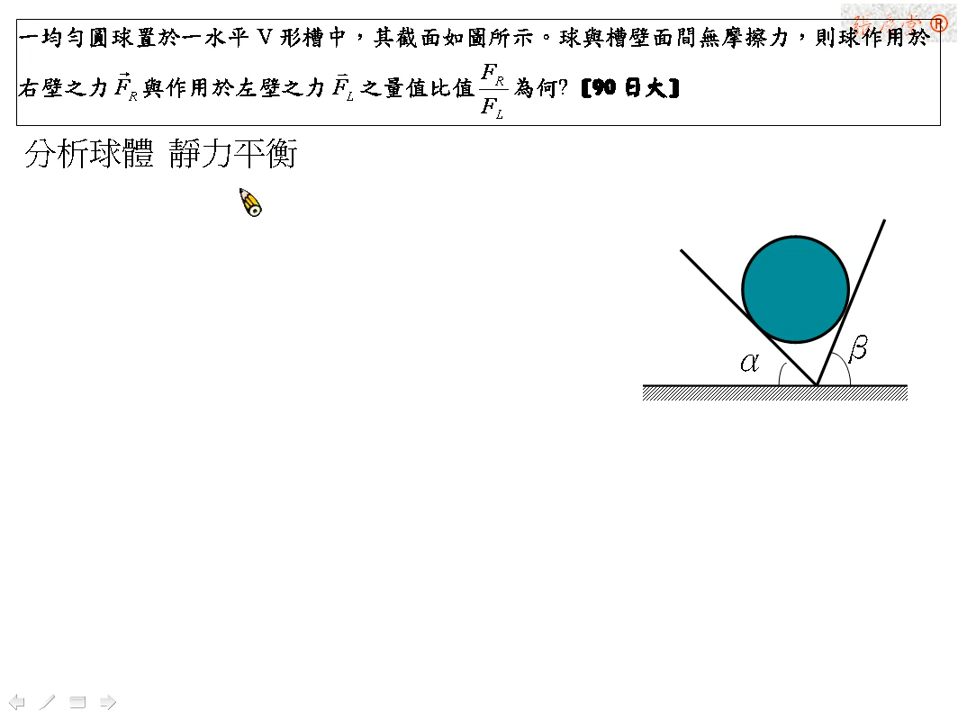 一均勻圓球置於一水平 V 形槽中，其截面如圖所示。球與槽壁面間無摩擦力，則球作用於
右壁之力 $\vec{F}_R$ 與作用於左壁之力 $\vec{F}_L$ 之量值比值 $\frac{F_R}{F_L}$ 為何?【90 日大】
分析球體 靜力平衡
α
β
®